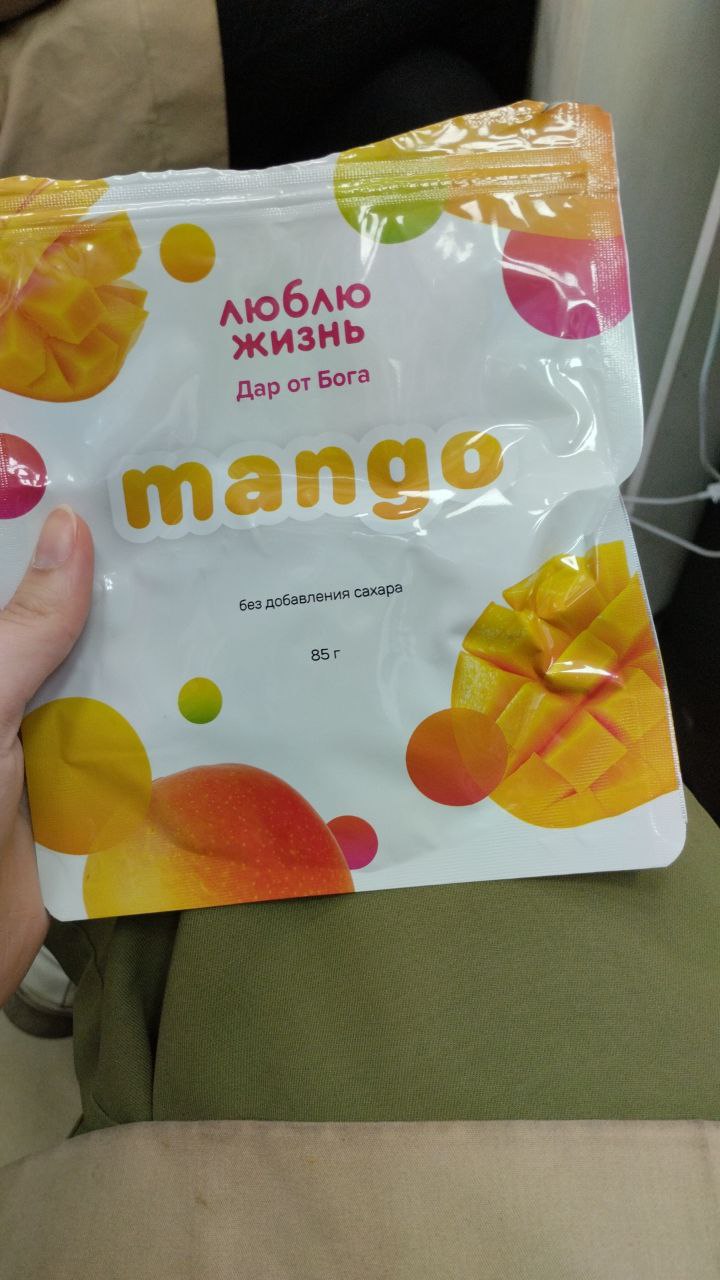 люблю
жизнь
Дар от Бога
mango
без добавления сахара
85 г